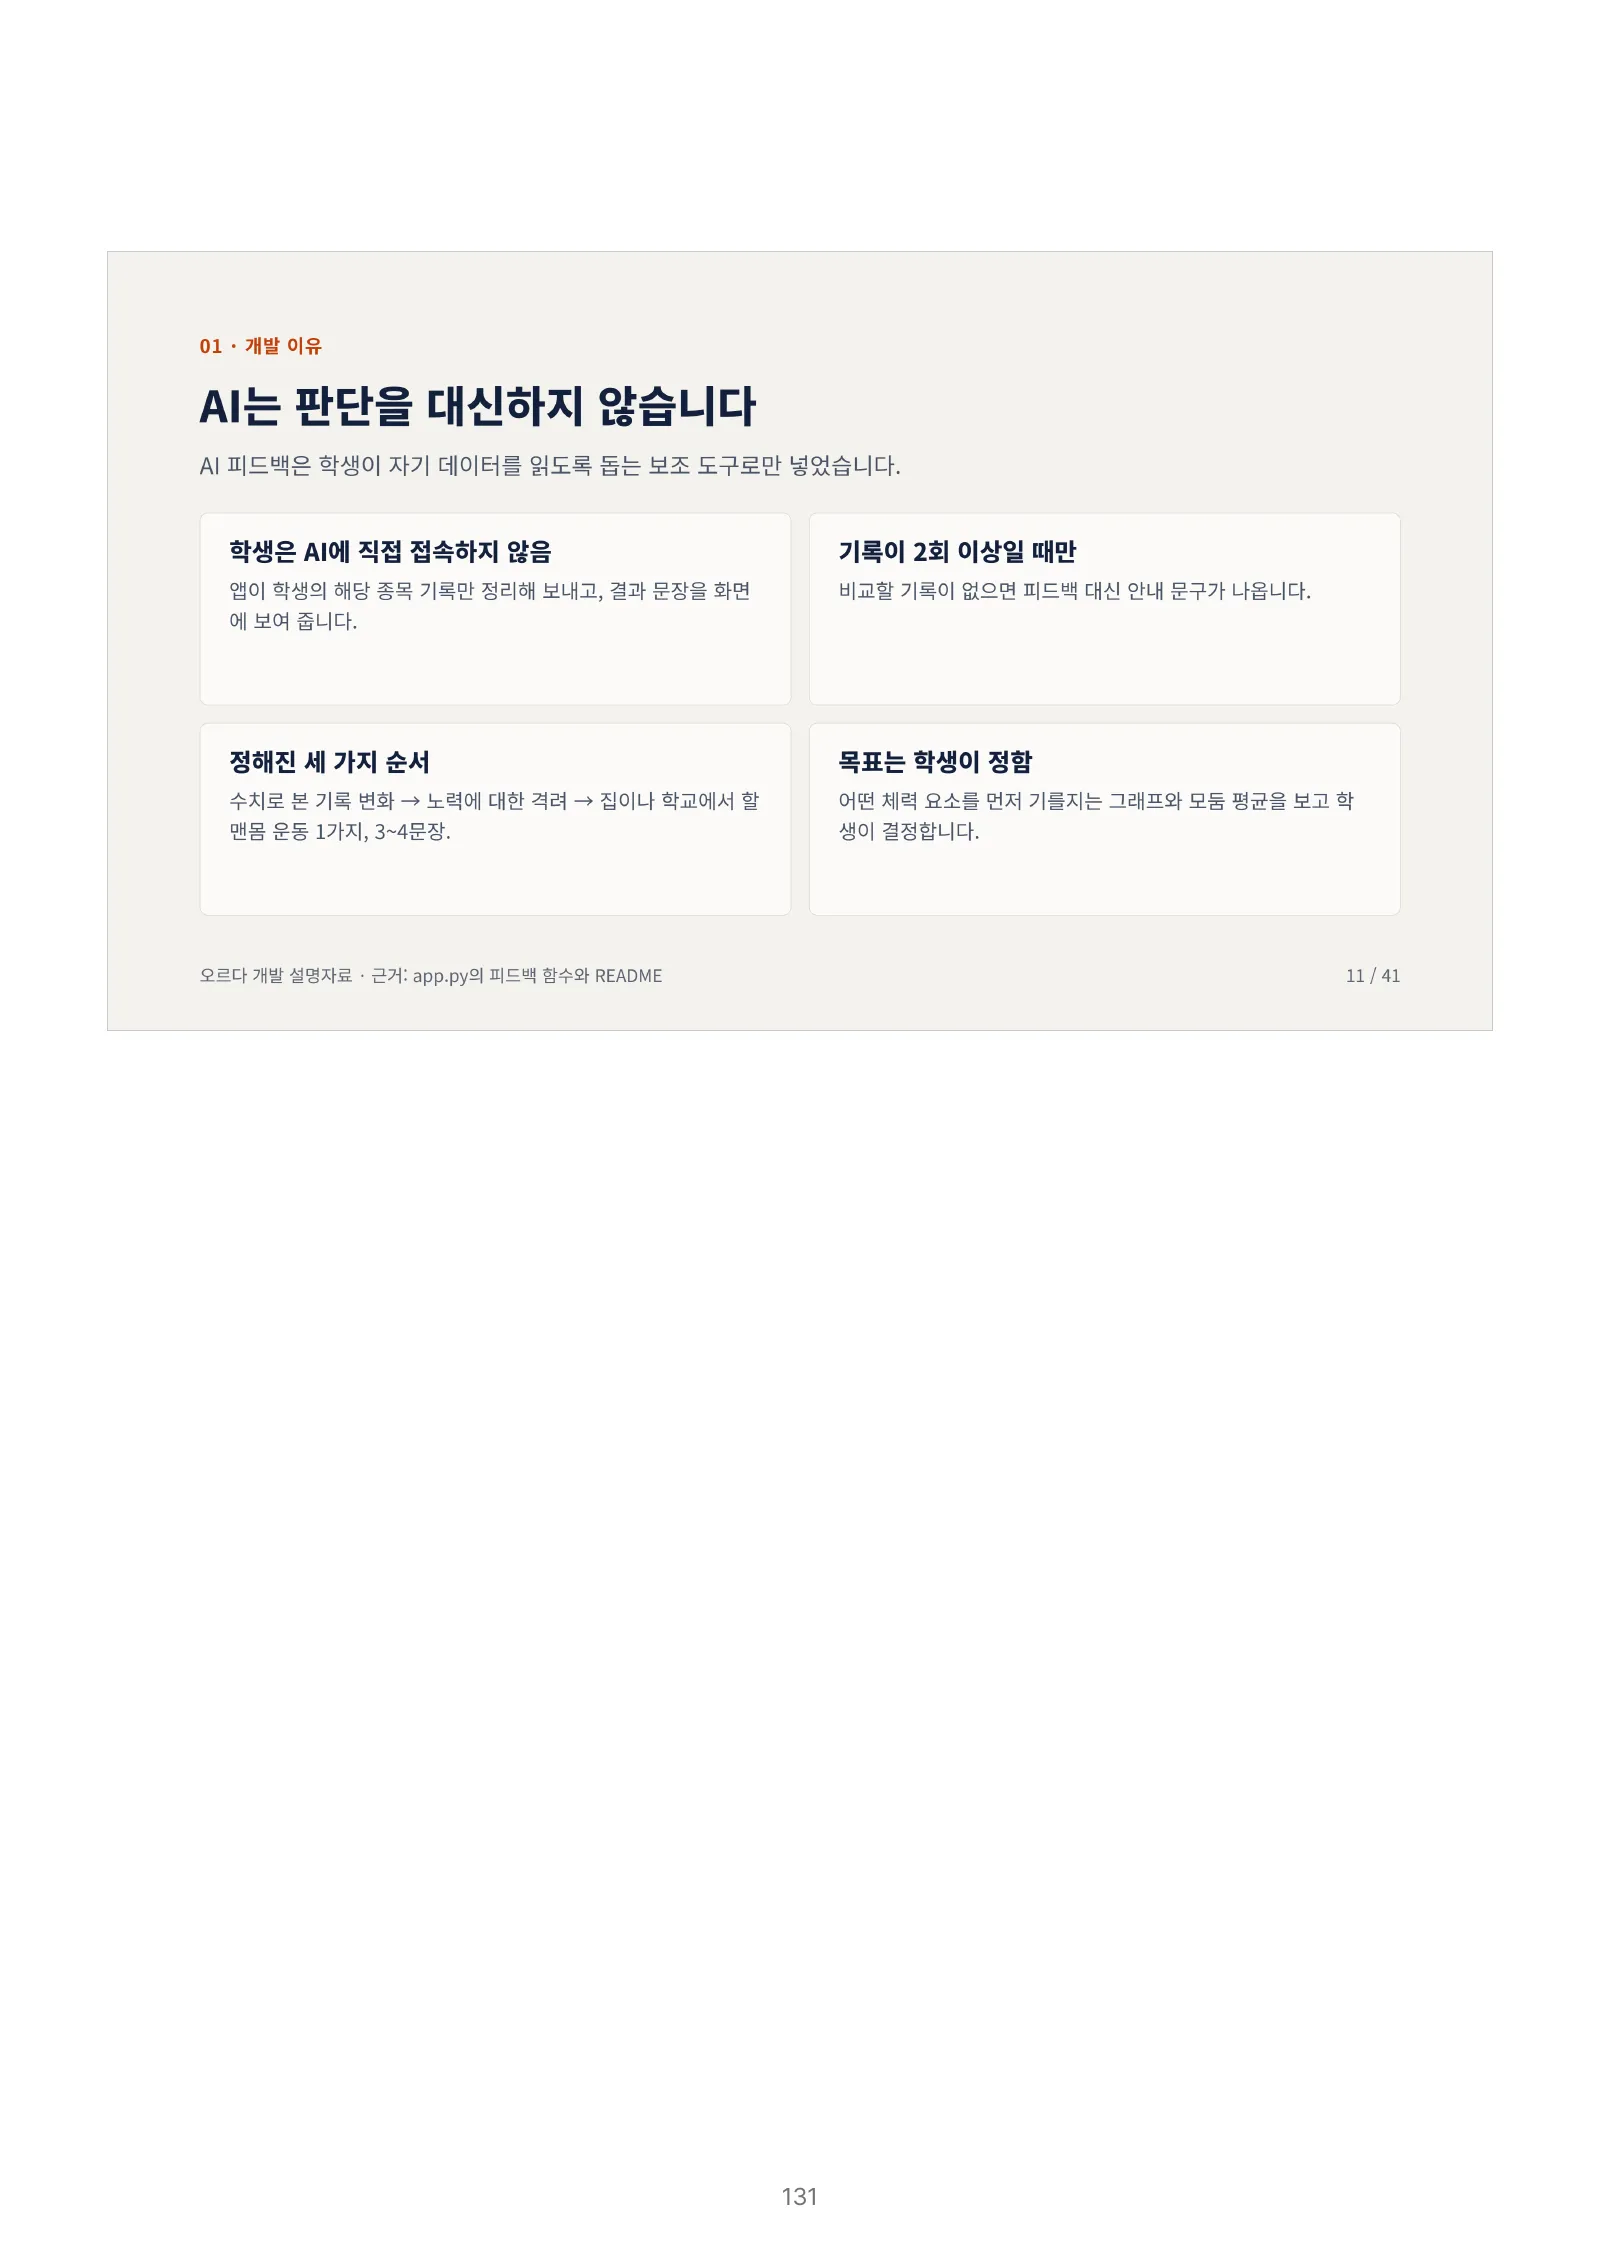 01 · 개발 이유
AI는 판단을 대신하지 않습니다
AI 피드백은 학생이 자기 데이터를 읽도록 돕는 보조 도구로만 넣었습니다.
학생은 AI에 직접 접속하지 않음
앱이 학생의 해당 종목 기록만 정리해 보내고, 결과 문장을 화면
에 보여 줍니다.
기록이 2회 이상일 때만
비교할 기록이 없으면 피드백 대신 안내 문구가 나옵니다.
정해진 세 가지 순서
수치로 본 기록 변화 → 노력에 대한 격려 → 집이나 학교에서 할
맨몸 운동 1가지, 3~4문장.
목표는 학생이 정함
어떤 체력 요소를 먼저 기를지는 그래프와 모둠 평균을 보고 학
생이 결정합니다.
오르다 개발 설명자료 · 근거: app.py의 피드백 함수와 README
11 / 41
131